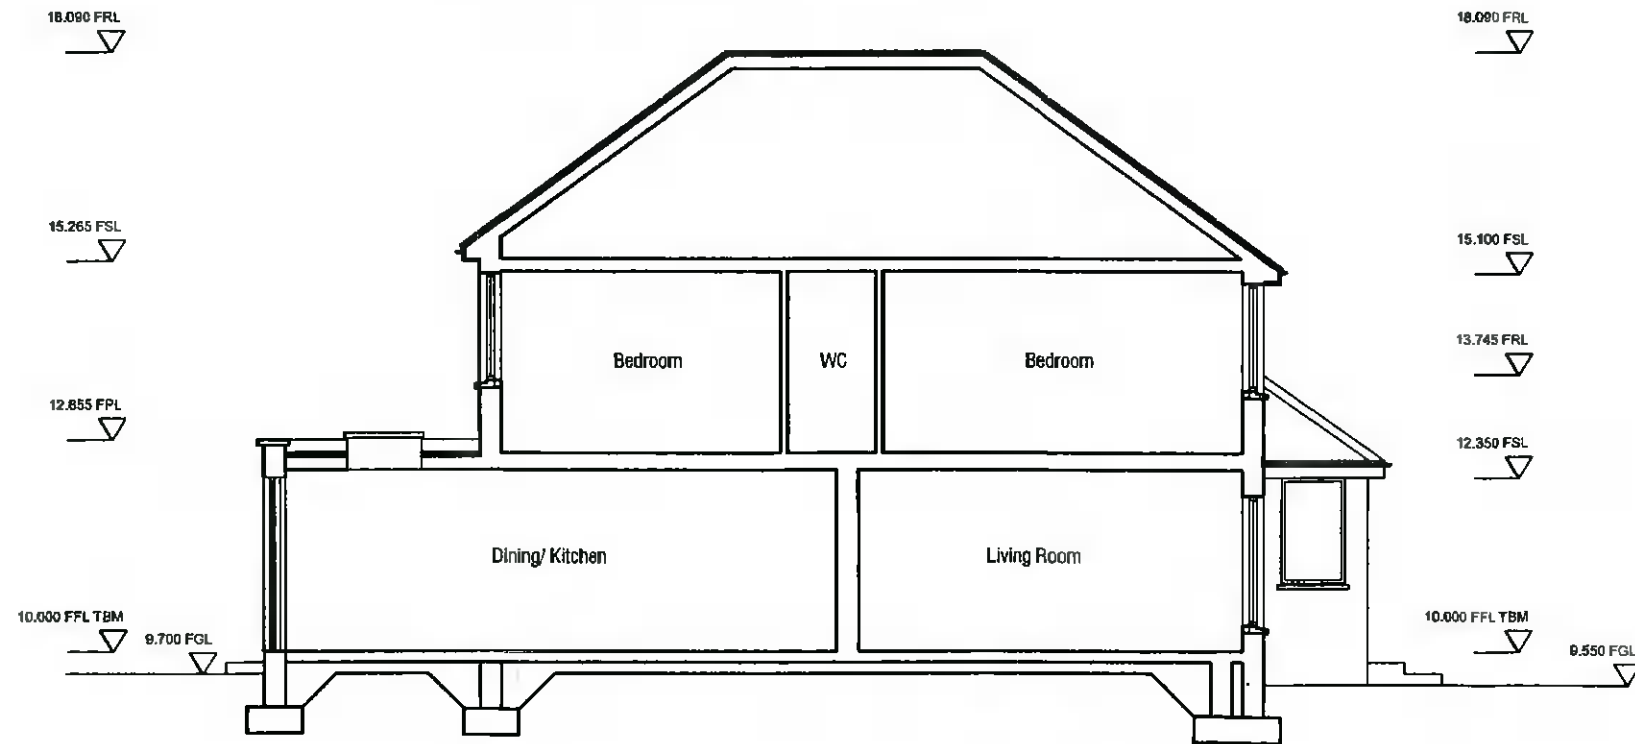 18.090 FRL
18.090 FRL
15.265 FSL
15.100 FSL
Bedroom
WC
Bedroom
13.745 FRL
12.855 FPL
12.350 FSL
Dining/ Kitchen
Living Room
10.000 FFL TBM
9.700 FGL
10.000 FFL TBM
9.550 FGL